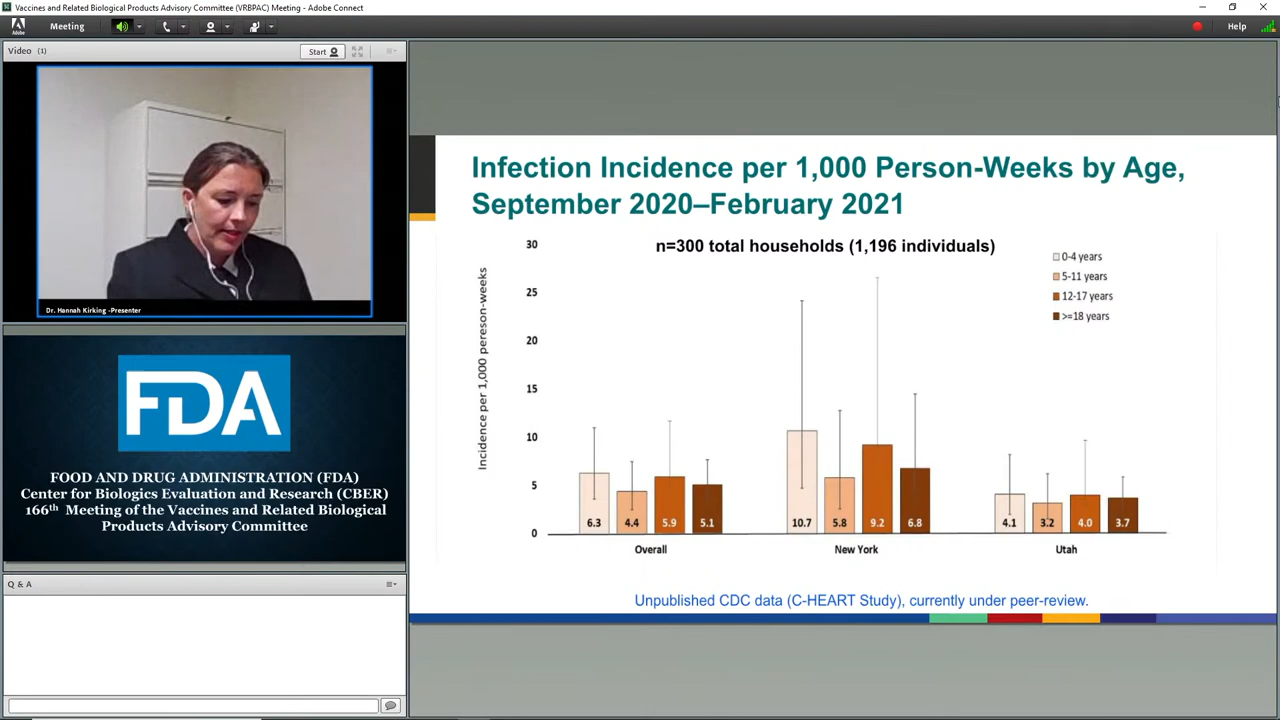 Vaccines and Related Biological Products Advisory Committee (VRBPAC) Meeting - Adobe Connect
Meeting
Help
Video (1)
Start
Dr. Hannah Kirking -Presenter
FDA
FOOD AND DRUG ADMINISTRATION (FDA)
Center for Biologics Evaluation and Research (CBER)
166th Meeting of the Vaccines and Related Biological
Products Advisory Committee
Q & A
Infection Incidence per 1,000 Person-Weeks by Age,
September 2020–February 2021
n=300 total households (1,196 individuals)
0-4 years
5-11 years
12-17 years
>=18 years
Incidence per 1,000 pereson-weeks
30
25
20
15
10
5
0
6.3 4.4 5.9 5.1
10.7 5.8 9.2 6.8
4.1 3.2 4.0 3.7
Overall
New York
Utah
Unpublished CDC data (C-HEART Study), currently under peer-review.